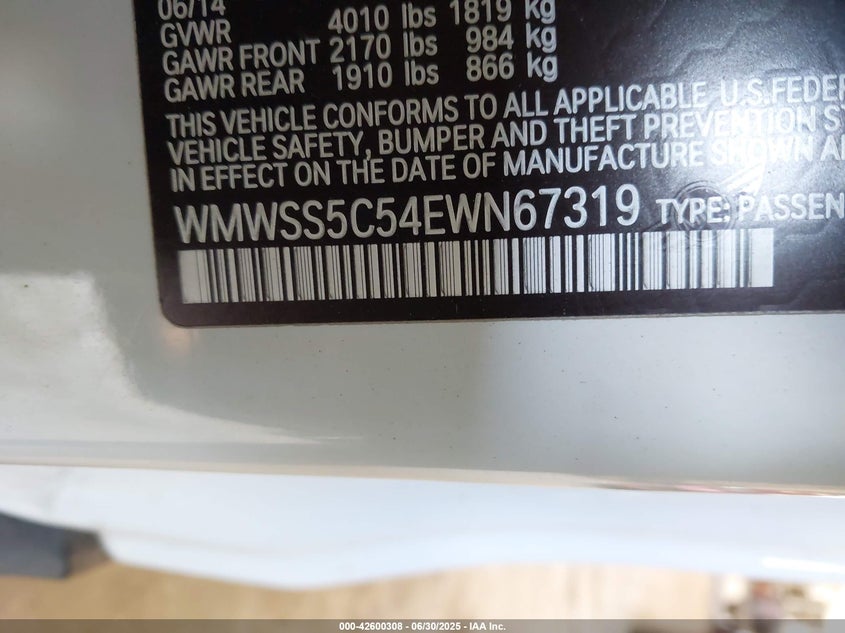 06/14
GVWR 4010 lbs 1819 kg
GAWR FRONT 2170 lbs 984 kg
GAWR REAR 1910 lbs 866 kg
THIS VEHICLE CONFORMS TO ALL APPLICABLE U.S.FEDER
VEHICLE SAFETY, BUMPER AND THEFT PREVENTION S
IN EFFECT ON THE DATE OF MANUFACTURE SHOWN A
WMWSS5C54EWN67319 TYPE: PASSEN
000-42600308 - 06/30/2025 - IAA Inc.